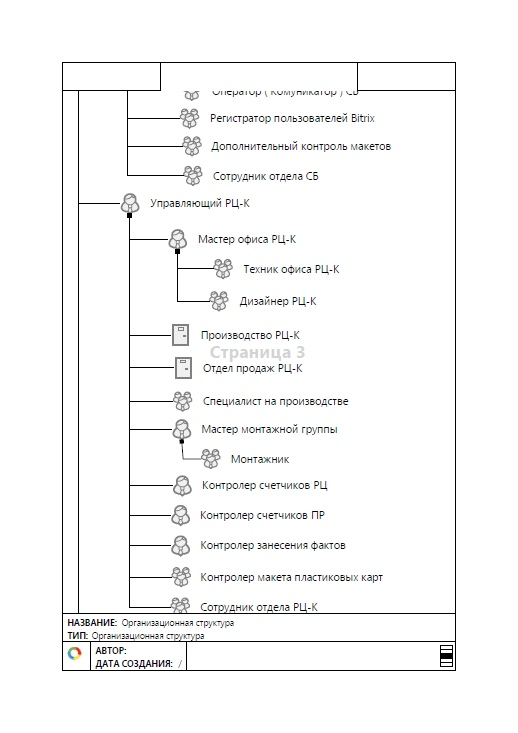 Оператор ( Комуникатор ) СБ
Регистратор пользователей Bitrix
Дополнительный контроль макетов
Сотрудник отдела СБ
Управляющий РЦ-К
Мастер офиса РЦ-К
Техник офиса РЦ-К
Дизайнер РЦ-К
Производство РЦ-К
Страница 3
Отдел продаж РЦ-К
Специалист на производстве
Мастер монтажной группы
Монтажник
Контролер счетчиков РЦ
Контролер счетчиков ПР
Контролер занесения фактов
Контролер макета пластиковых карт
Сотрудник отдела РЦ-К
НАЗВАНИЕ: Организационная структура
ТИП: Организационная структура
АВТОР:
ДАТА СОЗДАНИЯ: /